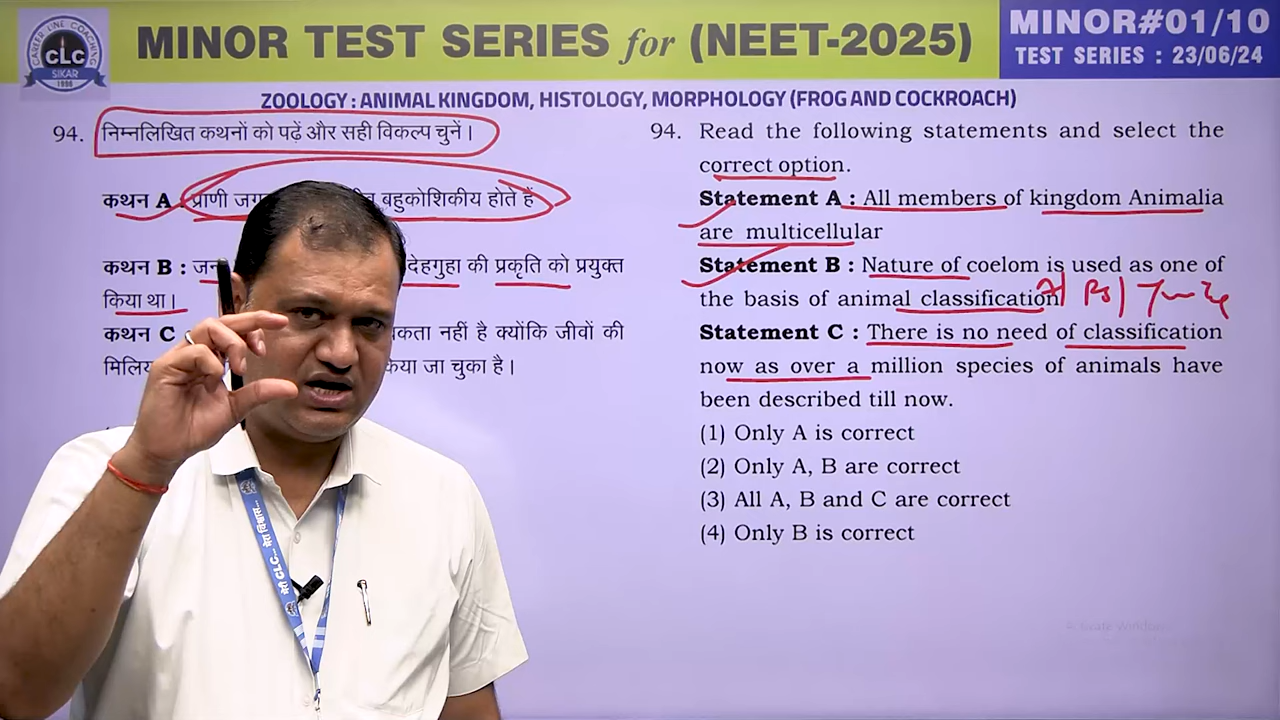 CAREER LINE COACHING
CLC
SIKAR
1996
MINOR TEST SERIES for (NEET-2025)
MINOR#01/10
TEST SERIES : 23/06/24
ZOOLOGY : ANIMAL KINGDOM, HISTOLOGY, MORPHOLOGY (FROG AND COCKROACH)
94. निम्नलिखित कथनों को पढ़ें और सही विकल्प चुनें।
कथन A प्राणी बहुकोशिकीय होते हैं
कथन B : देहगुहा की प्रकृति को प्रयुक्त
किया था।
कथन C नहीं है क्योंकि जीवों की
जा चुका है।
94. Read the following statements and select the
correct option.
Statement A : All members of kingdom Animalia
are multicellular
Statement B : Nature of coelom is used as one of
the basis of animal classification
Statement C : There is no need of classification
now as over a million species of animals have
been described till now.
(1) Only A is correct
(2) Only A, B are correct
(3) All A, B and C are correct
(4) Only B is correct
CLC